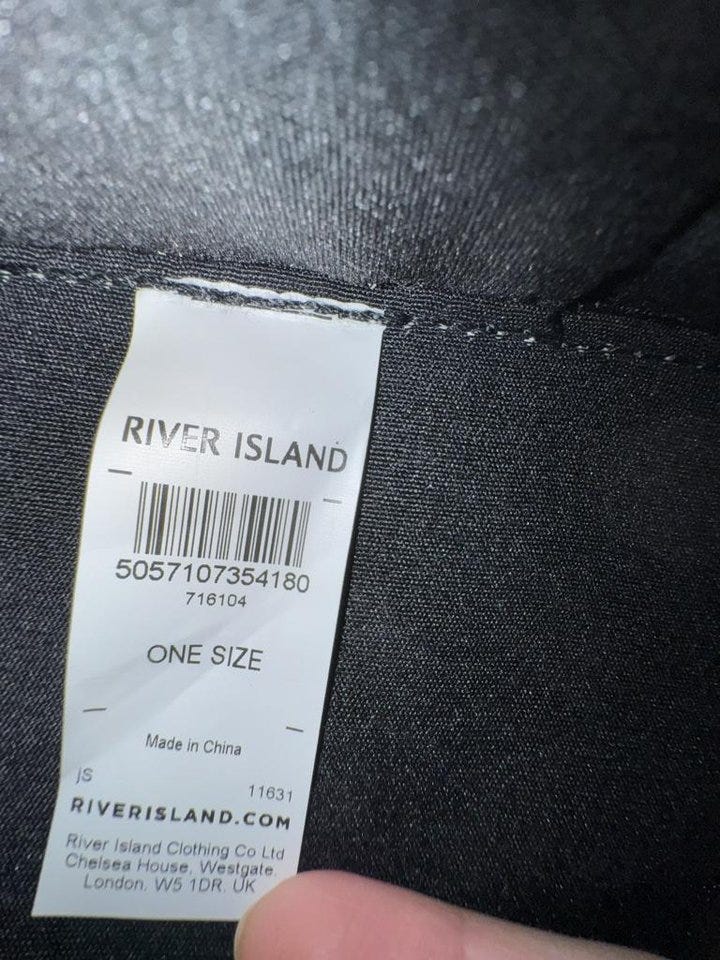 RIVER ISLAND
5057107354180
716104
ONE SIZE
Made in China
jS
11631
RIVERISLAND.COM
River Island Clothing Co Ltd
Chelsea House, Westgate.
London. W5 1DR. UK